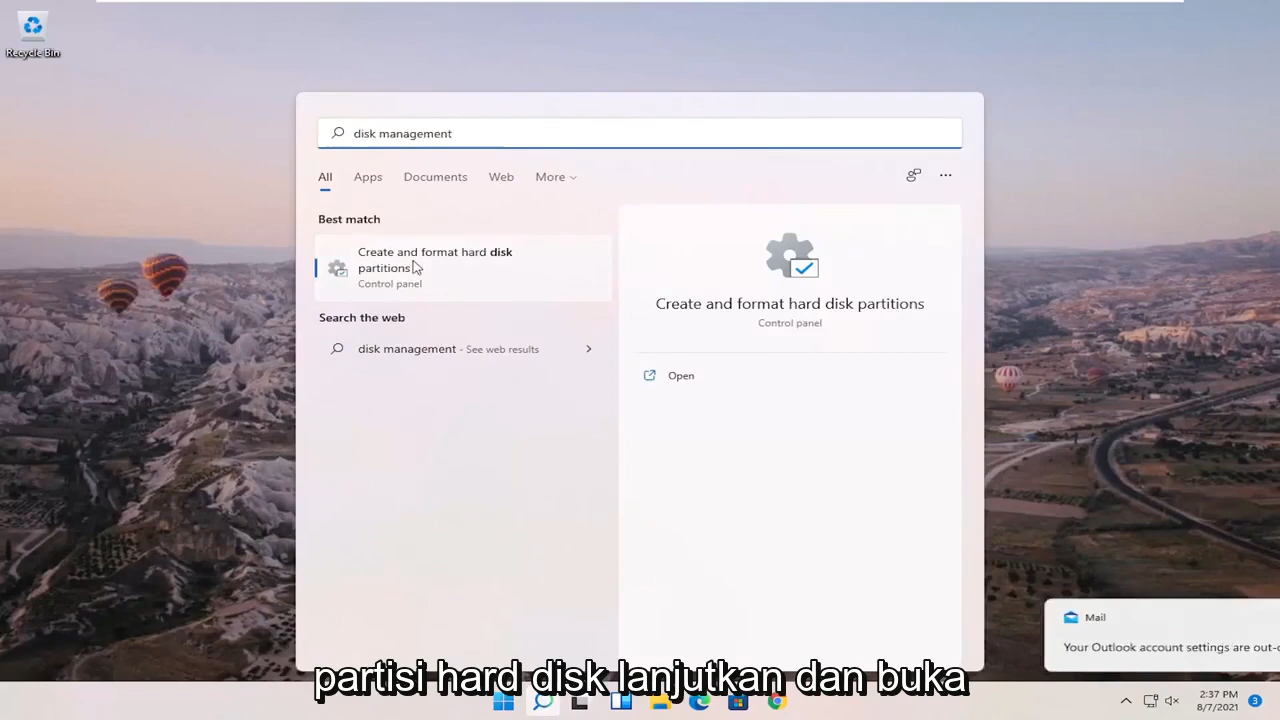 Recycle Bin
disk management
All
Apps
Documents
Web
More
Best match
Create and format hard disk
partitions
Control panel
Search the web
disk management - See web results
Create and format hard disk partitions
Control panel
Open
Mail
Your Outlook account settings are out-o
partisi hard disk lanjutkan dan buka
2:37 PM
8/7/2021
3